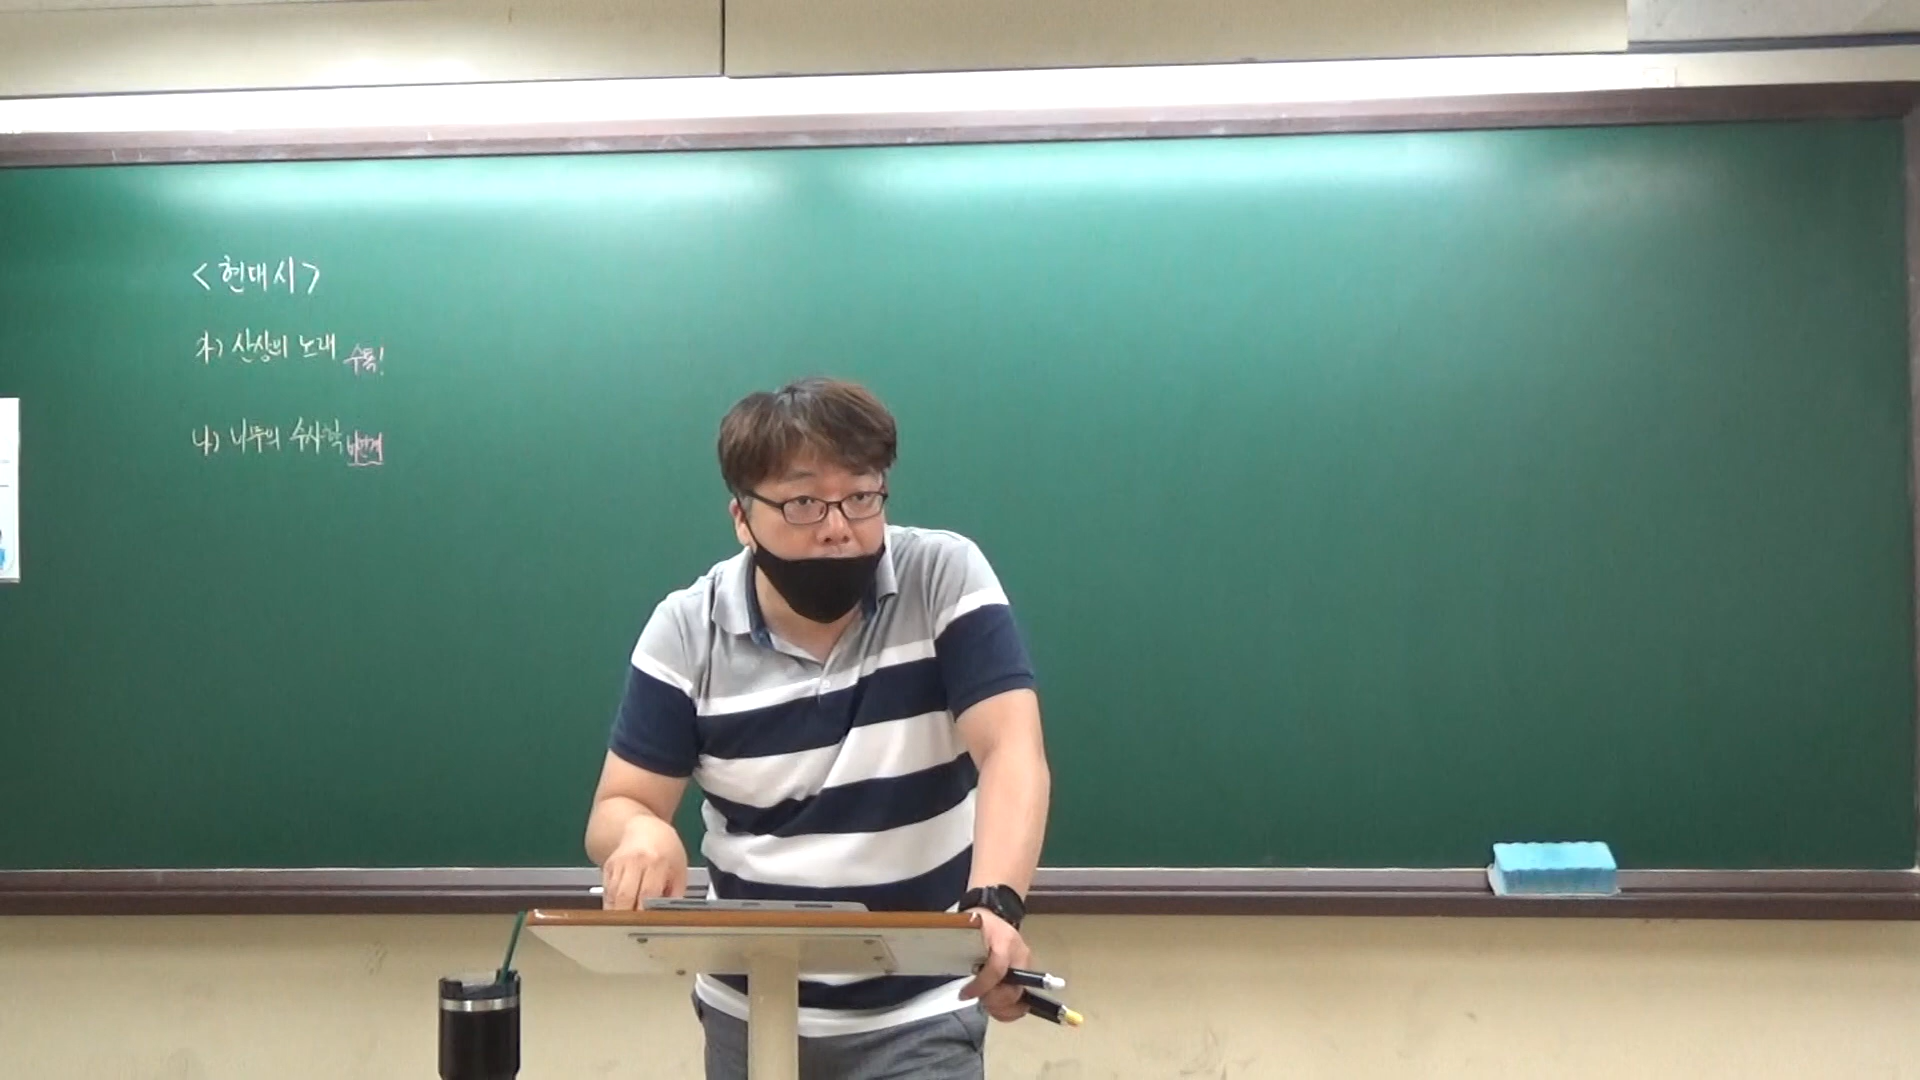 <현대시>
가) 산상의 노래 수특!
나) 나무의 수사학 비연계